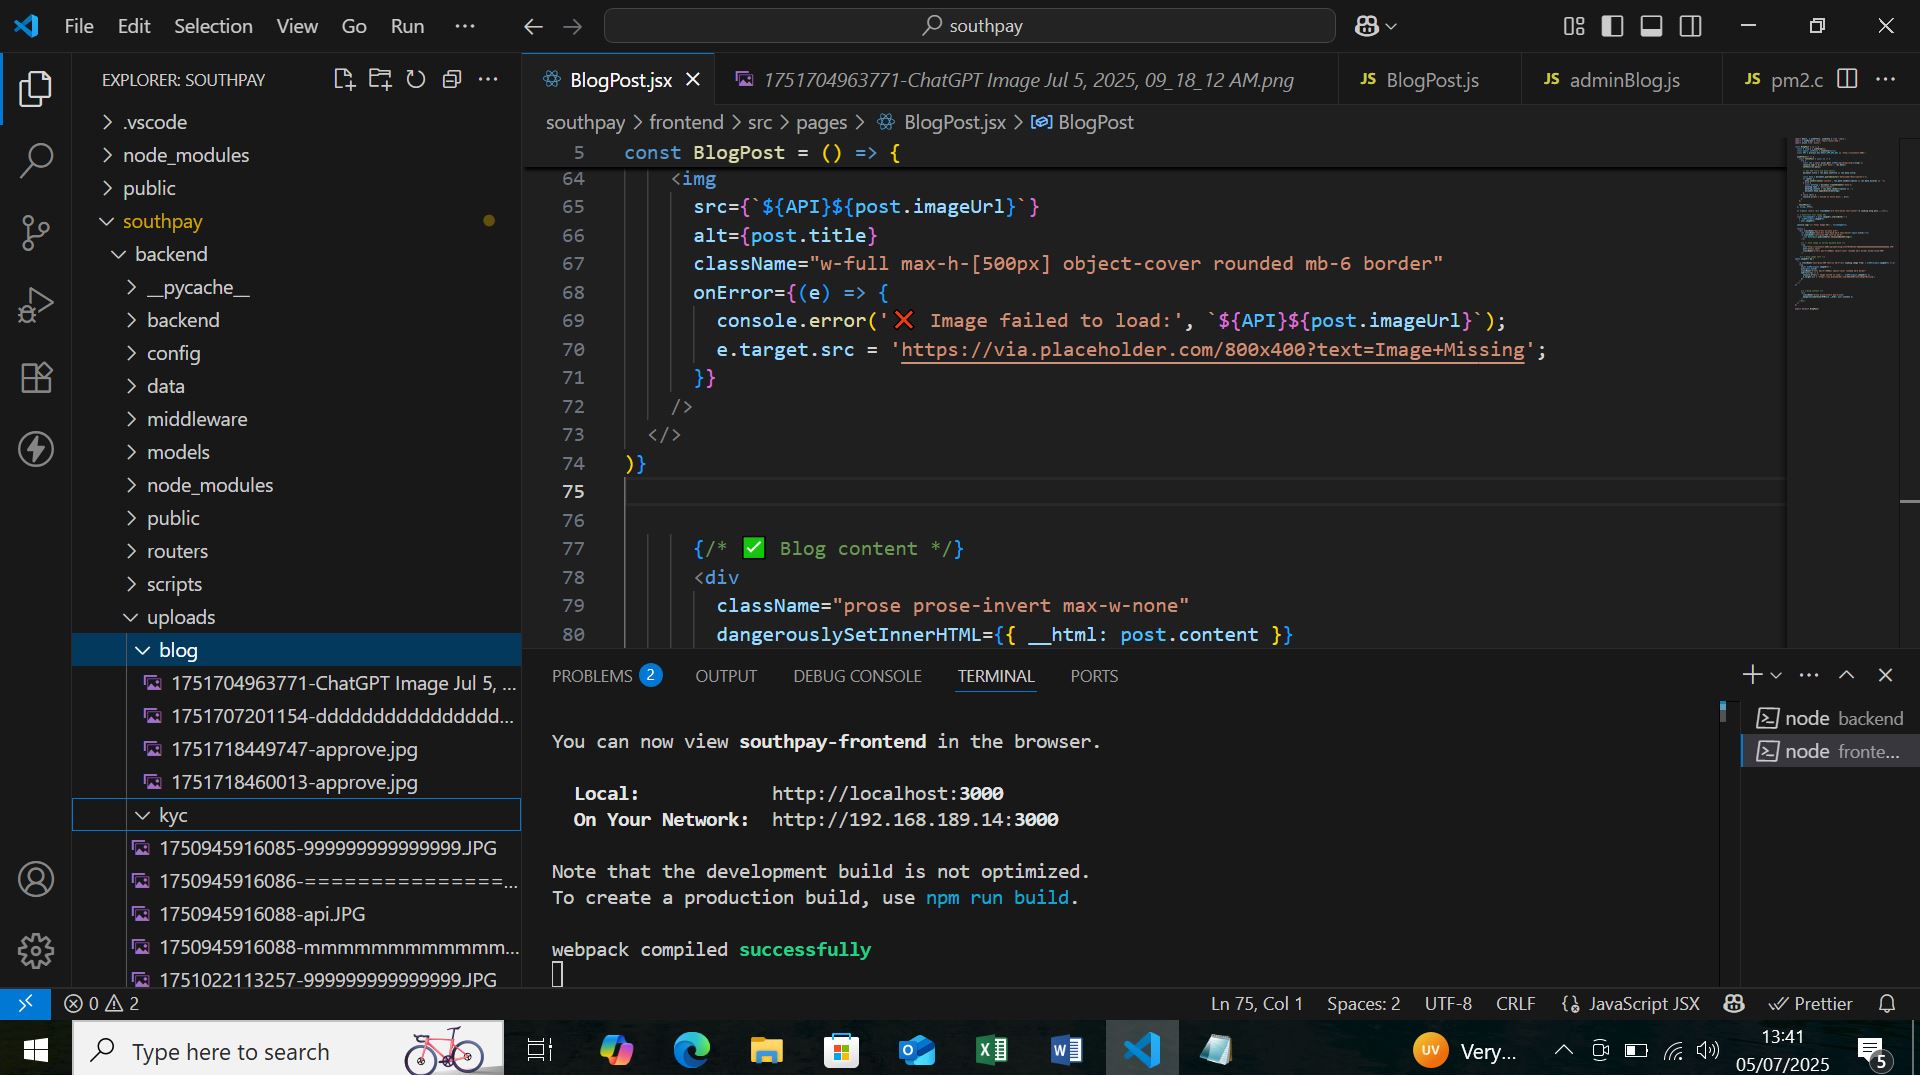 File Edit Selection View Go Run ··· southpay
EXPLORER: SOUTHPAY
BlogPost.jsx 1751704963771-ChatGPT Image Jul 5, 2025, 09_18_12 AM.png JS BlogPost.js JS adminBlog.js JS pm2.c
southpay > frontend > src > pages > BlogPost.jsx > BlogPost
.vscode
node_modules
public
southpay
backend
__pycache__
backend
config
data
middleware
models
node_modules
public
routers
scripts
uploads
blog
1751704963771-ChatGPT Image Jul 5, ...
1751707201154-dddddddddddddddd...
1751718449747-approve.jpg
1751718460013-approve.jpg
kyc
1750945916085-999999999999999.JPG
1750945916086-================...
1750945916088-api.JPG
1750945916088-mmmmmmmmmmmm...
1751022113257-999999999999999.JPG
5 const BlogPost = () => {
64 <img
65 src={`${API}${post.imageUrl}`}
66 alt={post.title}
67 className="w-full max-h-[500px] object-cover rounded mb-6 border"
68 onError={(e) => {
69 console.error('❌ Image failed to load:', `${API}${post.imageUrl}`);
70 e.target.src = 'https://via.placeholder.com/800x400?text=Image+Missing';
71 }}
72 />
73 </>
74 )}
75
76
77 {/* ✅ Blog content */}
78 <div
79 className="prose prose-invert max-w-none"
80 dangerouslySetInnerHTML={{ __html: post.content }}
PROBLEMS 2 OUTPUT DEBUG CONSOLE TERMINAL PORTS
You can now view southpay-frontend in the browser.
Local: http://localhost:3000
On Your Network: http://192.168.189.14:3000
Note that the development build is not optimized.
To create a production build, use npm run build.
webpack compiled successfully
node backend
node fronte...
0 2 Ln 75, Col 1 Spaces: 2 UTF-8 CRLF {} JavaScript JSX Prettier
Type here to search
UV Very... 13:41
05/07/2025 5